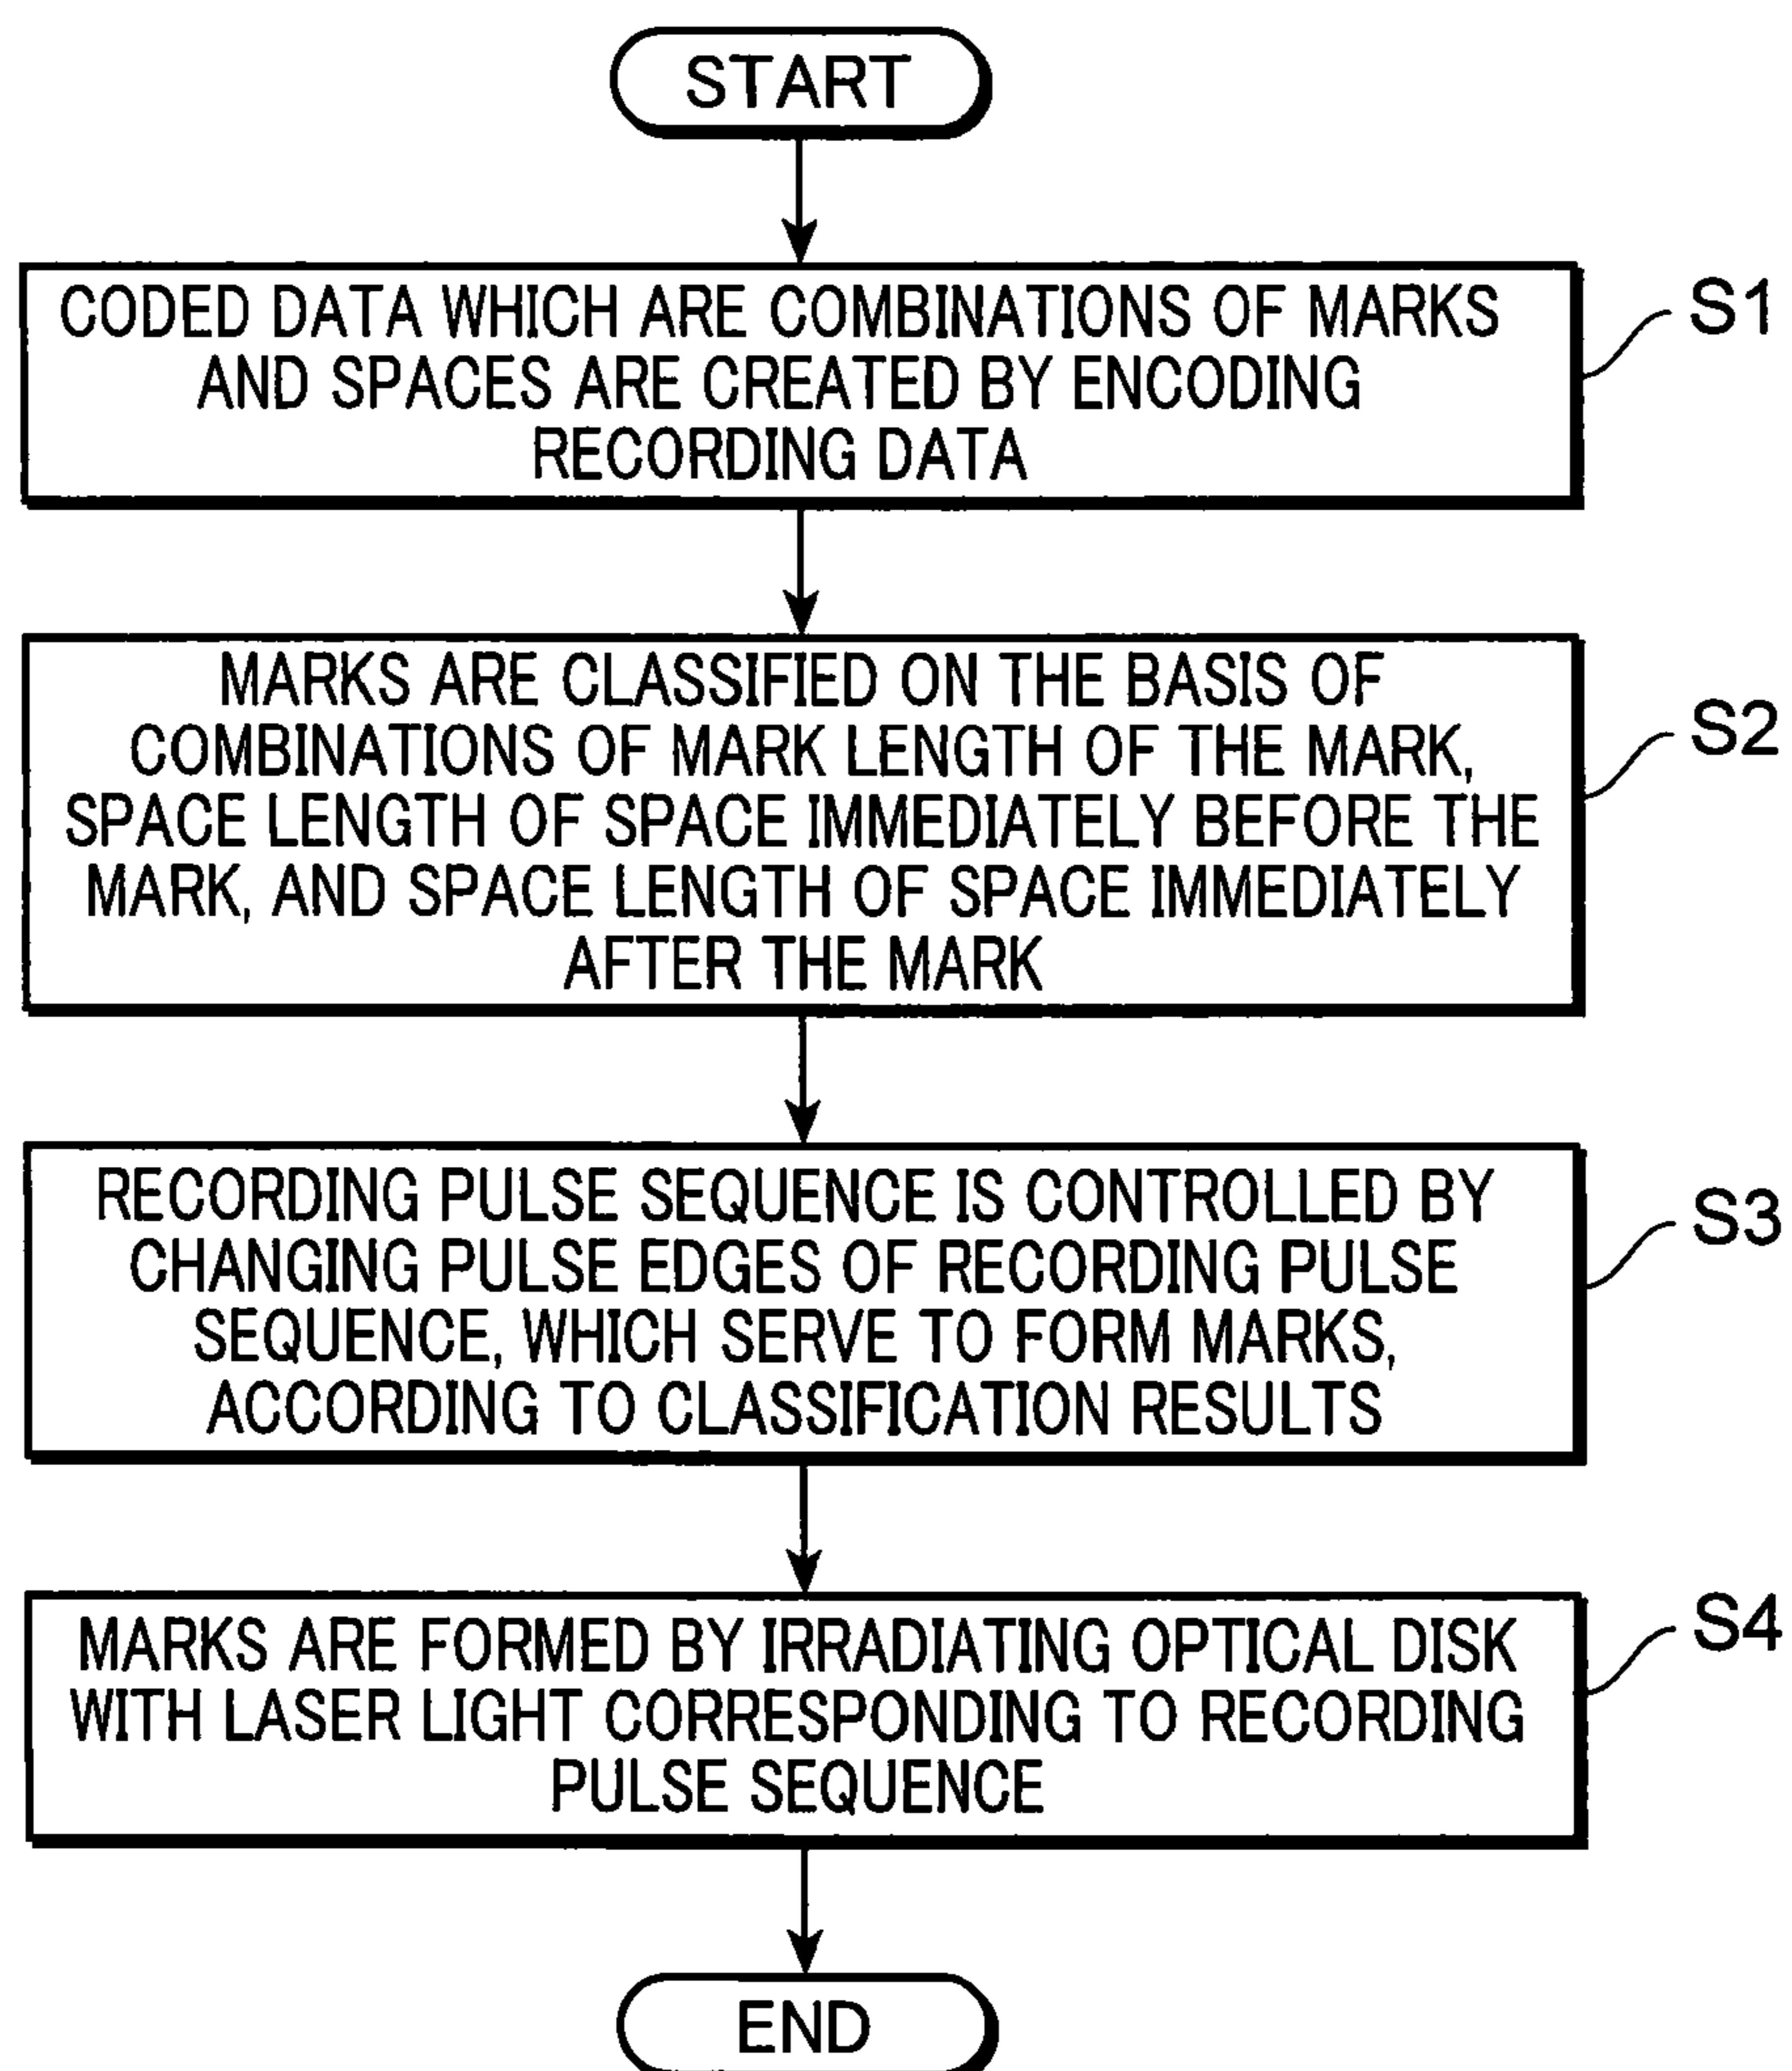 START
CODED DATA WHICH ARE COMBINATIONS OF MARKS
AND SPACES ARE CREATED BY ENCODING
RECORDING DATA
S1
MARKS ARE CLASSIFIED ON THE BASIS OF
COMBINATIONS OF MARK LENGTH OF THE MARK,
SPACE LENGTH OF SPACE IMMEDIATELY BEFORE THE
MARK, AND SPACE LENGTH OF SPACE IMMEDIATELY
AFTER THE MARK
S2
RECORDING PULSE SEQUENCE IS CONTROLLED BY
CHANGING PULSE EDGES OF RECORDING PULSE
SEQUENCE, WHICH SERVE TO FORM MARKS,
ACCORDING TO CLASSIFICATION RESULTS
S3
MARKS ARE FORMED BY IRRADIATING OPTICAL DISK
WITH LASER LIGHT CORRESPONDING TO RECORDING
PULSE SEQUENCE
S4
END